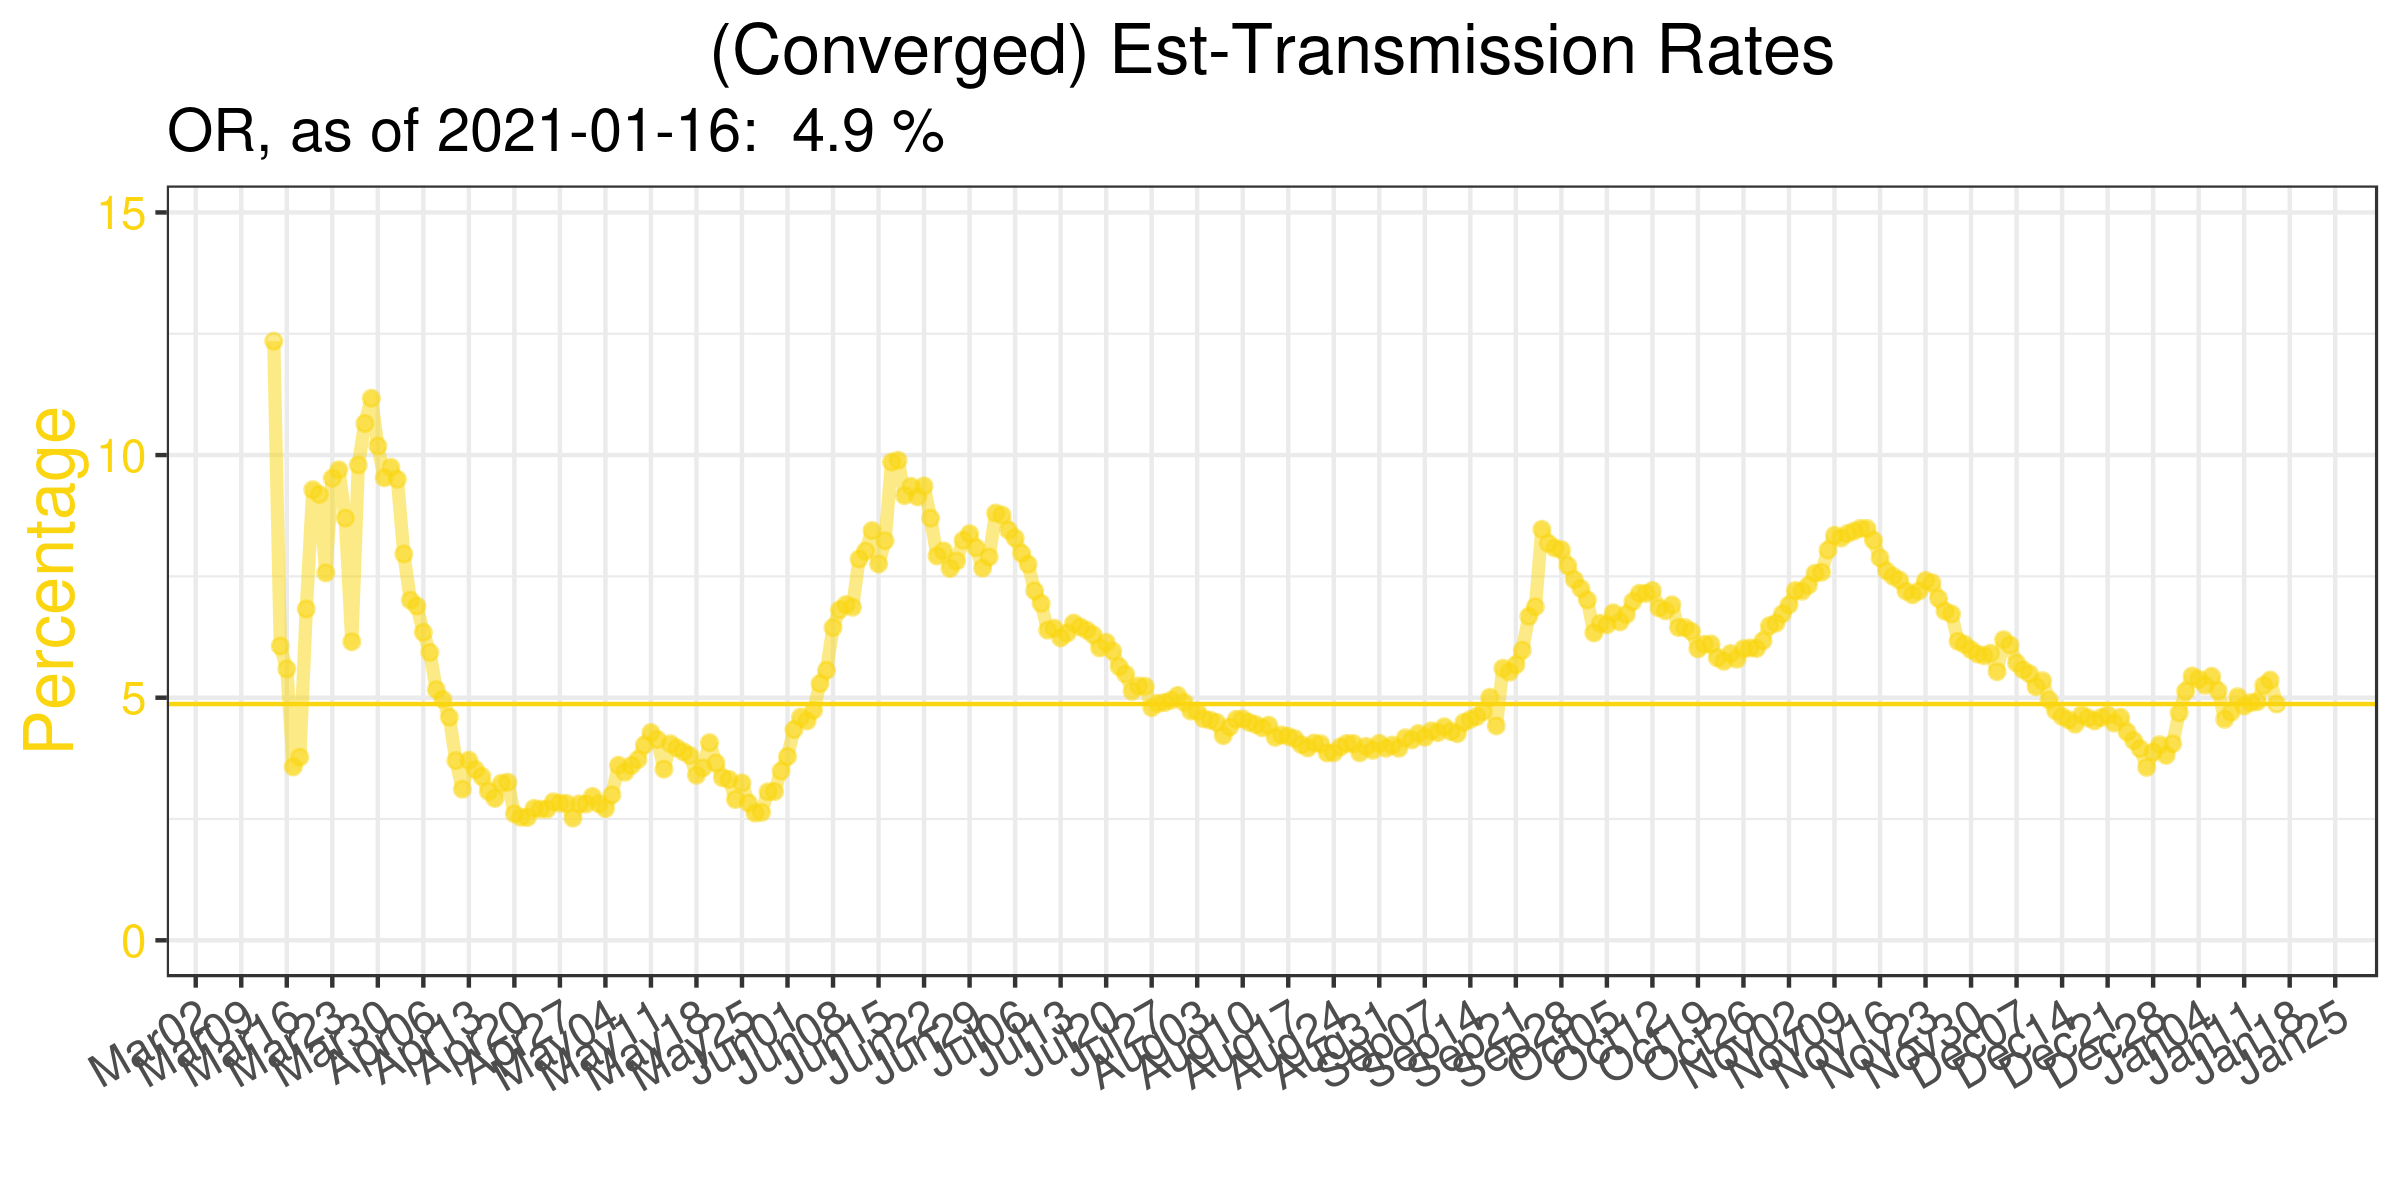 (Converged) Est-Transmission Rates
OR, as of 2021-01-16:  4.9 %
Percentage
15
10
5
0
Mar02
Mar09
Mar16
Mar23
Mar30
Apr06
Apr13
Apr20
Apr27
May04
May11
May18
May25
Jun01
Jun08
Jun15
Jun22
Jun29
Jul06
Jul13
Jul20
Jul27
Aug03
Aug10
Aug17
Aug24
Aug31
Sep07
Sep14
Sep21
Sep28
Oct05
Oct12
Oct19
Oct26
Nov02
Nov09
Nov16
Nov23
Nov30
Dec07
Dec14
Dec21
Dec28
Jan04
Jan11
Jan18
Jan25